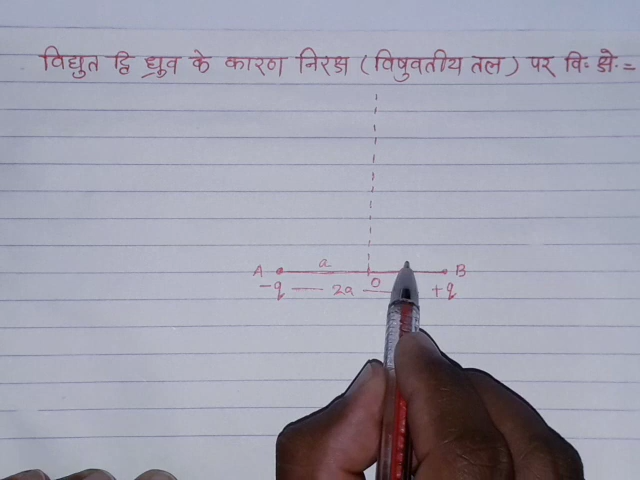 विद्युत द्वि ध्रुव के कारण निरक्ष (विषुवतीय तल) पर वि॰ क्षे॰ =
A a B
-q 2a O +q